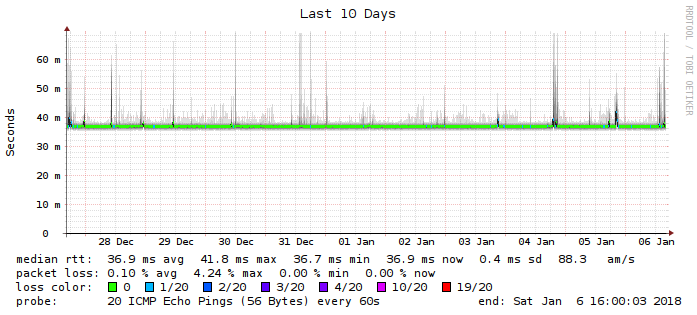 Last 10 Days
RRDTOOL / TOBI OETIKER
Seconds
60 m
50 m
40 m
30 m
20 m
10 m
0
28 Dec 29 Dec 30 Dec 31 Dec 01 Jan 02 Jan 03 Jan 04 Jan 05 Jan 06 Jan
median rtt: 36.9 ms avg 41.8 ms max 36.7 ms min 36.9 ms now 0.4 ms sd 88.3 am/s
packet loss: 0.10 % avg 4.24 % max 0.00 % min 0.00 % now
loss color: 0 1/20 2/20 3/20 4/20 10/20 19/20
probe: 20 ICMP Echo Pings (56 Bytes) every 60s end: Sat Jan 6 16:00:03 2018